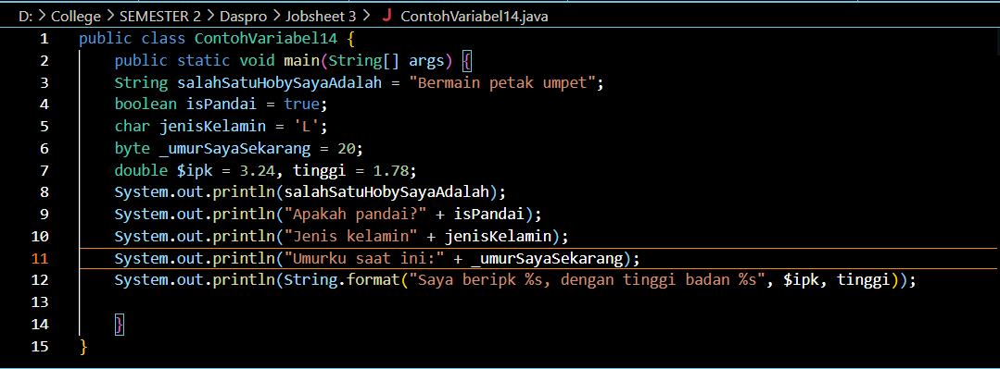 D: > College > SEMESTER 2 > Daspro > Jobsheet 3 > J ContohVariabel14.java
1 public class ContohVariabel14 {
2 public static void main(String[] args) {
3 String salahSatuHobySayaAdalah = "Bermain petak umpet";
4 boolean isPandai = true;
5 char jenisKelamin = 'L';
6 byte _umurSayaSekarang = 20;
7 double $ipk = 3.24, tinggi = 1.78;
8 System.out.println(salahSatuHobySayaAdalah);
9 System.out.println("Apakah pandai?" + isPandai);
10 System.out.println("Jenis kelamin" + jenisKelamin);
11 System.out.println("Umurku saat ini:" + _umurSayaSekarang);
12 System.out.println(String.format("Saya beripk %s, dengan tinggi badan %s", $ipk, tinggi));
13
14 }
15 }